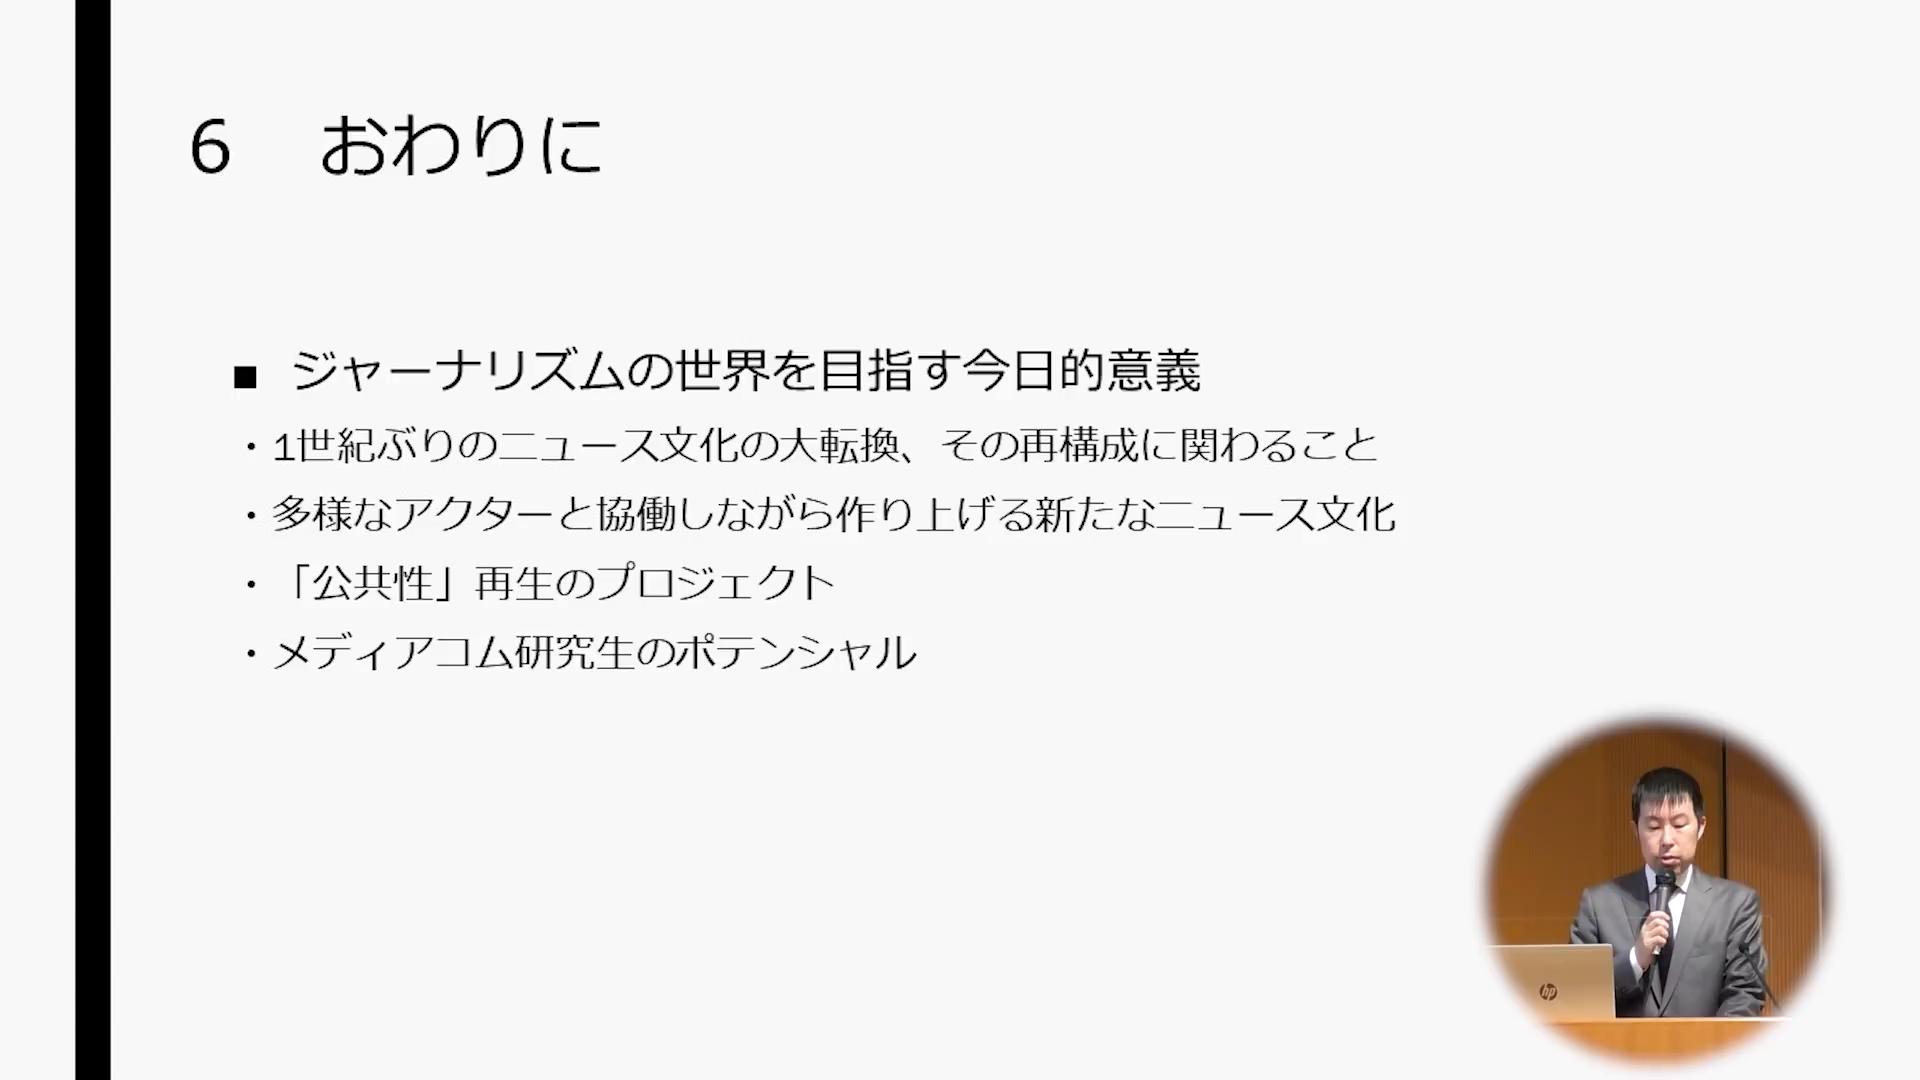 6　おわりに
■ ジャーナリズムの世界を目指す今日的意義
・1世紀ぶりのニュース文化の大転換、その再構成に関わること
・多様なアクターと協働しながら作り上げる新たなニュース文化
・「公共性」再生のプロジェクト
・メディアコム研究生のポテンシャル
hp